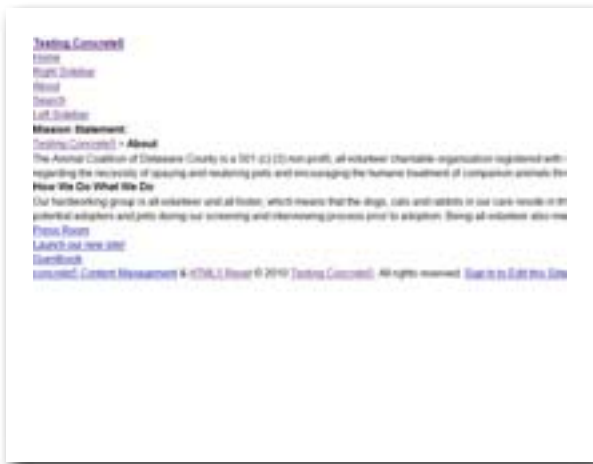 Testing Concrete5
Home
Right Sidebar
About
Search
Left Sidebar
Mission Statement:
Testing Concrete5 > About
The Animal Coalition of Delaware County is a 501 (c) (3) non-profit, all-volunteer charitable organization registered with
regarding the necessity of spaying and neutering pets and encouraging the humane treatment of companion animals
How We Do What We Do
Our hardworking group is all-volunteer and all-foster, which means that the dogs, cats and rabbits in our care reside in
potential adopters and pets during our screening and interviewing process prior to adoption. Being all-volunteer also
Press Room
Launch our new site!
Guestbook
concrete5 Content Management & HTML5 Reset © 2010 Testing Concrete5. All rights reserved. Sign In to Edit this Site